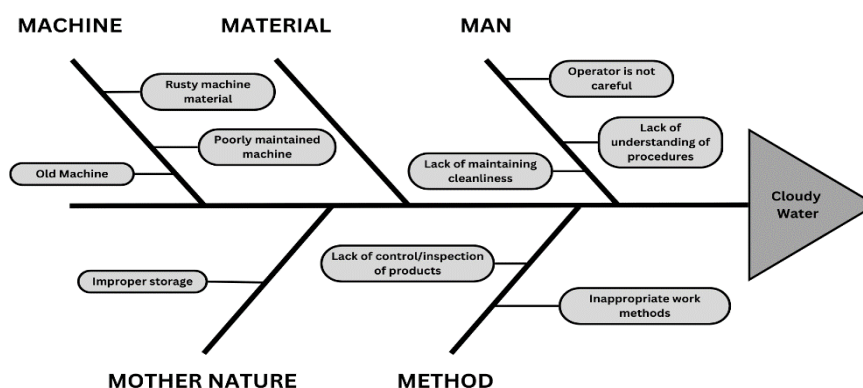 MACHINE
MATERIAL
MAN
Rusty machine
material
Poorly maintained
machine
Old Machine
Operator is not
careful
Lack of
understanding of
procedures
Lack of maintaining
cleanliness
Cloudy
Water
Improper storage
Lack of control/inspection
of products
Inappropriate work
methods
MOTHER NATURE
METHOD